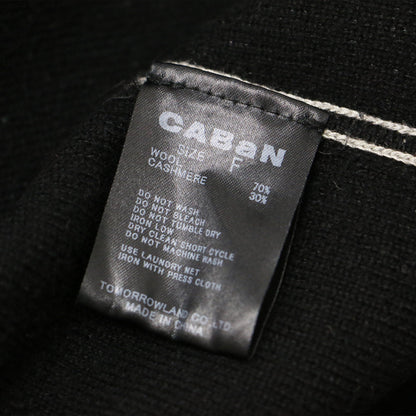 CABaN
SIZE F
WOOL 70%
CASHMERE 30%
DO NOT WASH
DO NOT BLEACH
DO NOT TUMBLE DRY
IRON LOW
DRY CLEAN SHORT CYCLE
DO NOT MACHINE WASH
USE LAUNDRY NET
IRON WITH PRESS CLOTH
TOMORROWLAND CO.,LTD
MADE IN CHINA